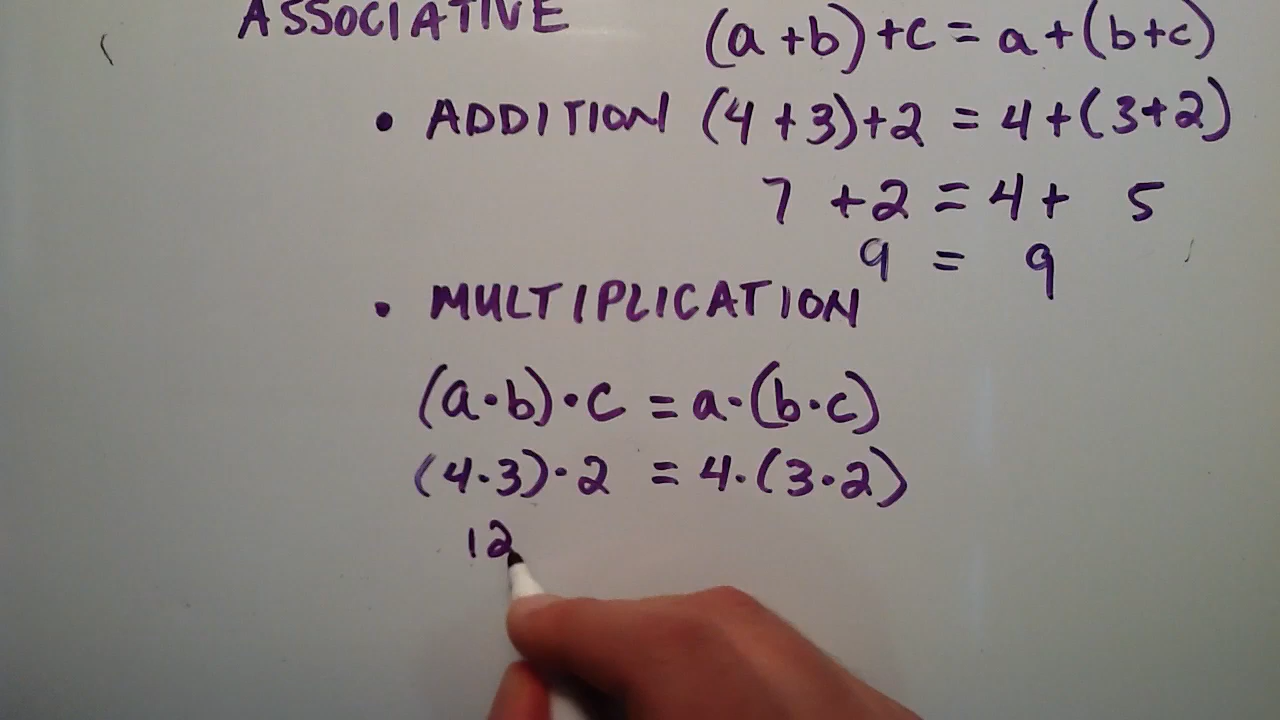 ASSOCIATIVE (a+b)+c = a+(b+c)
• ADDITION (4+3)+2 = 4+(3+2)
7 +2 = 4+ 5
9 = 9
• MULTIPLICATION
(a·b)·c = a·(b·c)
(4·3)·2 = 4·(3·2)
12